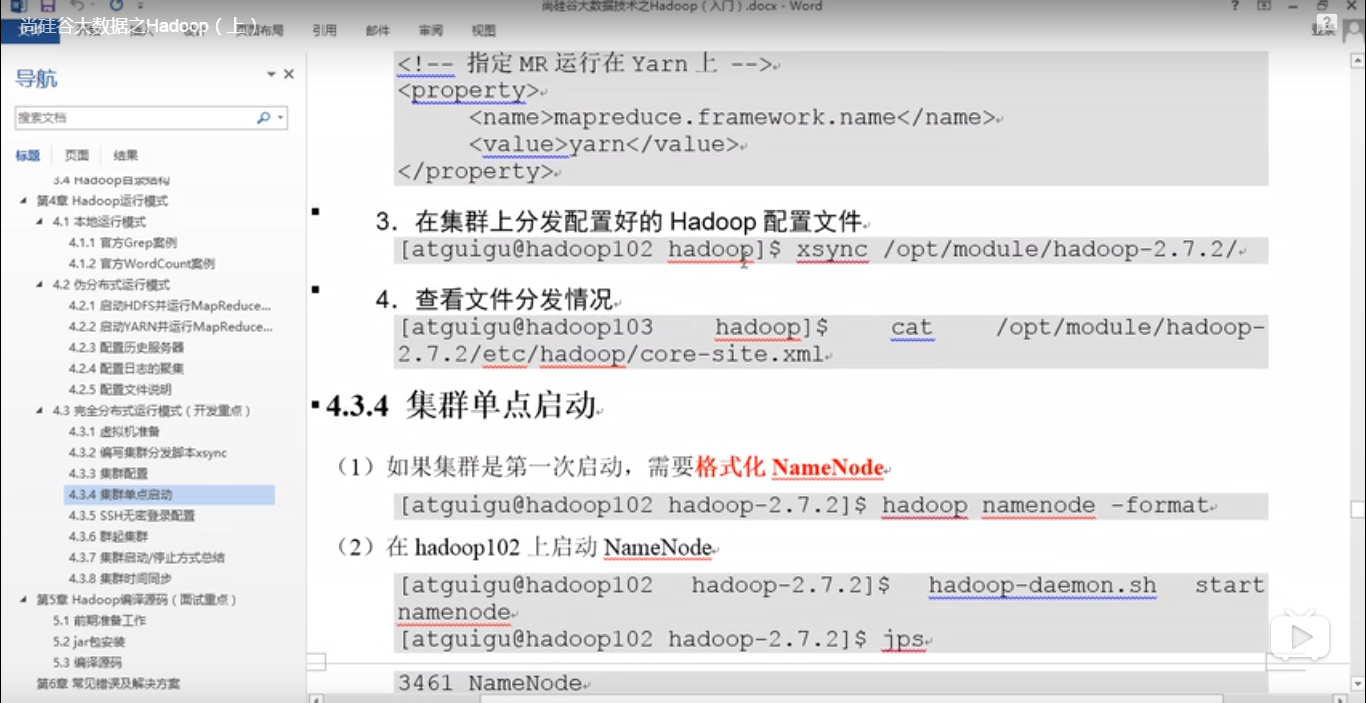 尚硅谷大数据技术之Hadoop（入门）.docx - Word
尚硅谷大数据之Hadoop（上）
文件
页面布局
引用
邮件
审阅
视图
登录
导航
搜索文档
标题
页面
结果
3.4 Hadoop目录结构
第4章 Hadoop运行模式
4.1 本地运行模式
4.1.1 官方Grep案例
4.1.2 官方WordCount案例
4.2 伪分布式运行模式
4.2.1 启动HDFS并运行MapReduce...
4.2.2 启动YARN并运行MapReduce...
4.2.3 配置历史服务器
4.2.4 配置日志的聚集
4.2.5 配置文件说明
4.3 完全分布式运行模式（开发重点）
4.3.1 虚拟机准备
4.3.2 编写集群分发脚本xsync
4.3.3 集群配置
4.3.4 集群单点启动
4.3.5 SSH无密登录配置
4.3.6 群起集群
4.3.7 集群启动/停止方式总结
4.3.8 集群时间同步
第5章 Hadoop编译源码（面试重点）
5.1 前期准备工作
5.2 jar包安装
5.3 编译源码
第6章 常见错误及解决方案
<!-- 指定 MR 运行在 Yarn 上 -->
<property>
<name>mapreduce.framework.name</name>
<value>yarn</value>
</property>
3．在集群上分发配置好的 Hadoop 配置文件
[atguigu@hadoop102 hadoop]$ xsync /opt/module/hadoop-2.7.2/
4．查看文件分发情况
[atguigu@hadoop103 hadoop]$ cat /opt/module/hadoop-
2.7.2/etc/hadoop/core-site.xml
4.3.4 集群单点启动
（1）如果集群是第一次启动，需要格式化 NameNode
[atguigu@hadoop102 hadoop-2.7.2]$ hadoop namenode -format
（2）在 hadoop102 上启动 NameNode
[atguigu@hadoop102 hadoop-2.7.2]$ hadoop-daemon.sh start
namenode
[atguigu@hadoop102 hadoop-2.7.2]$ jps
3461 NameNode